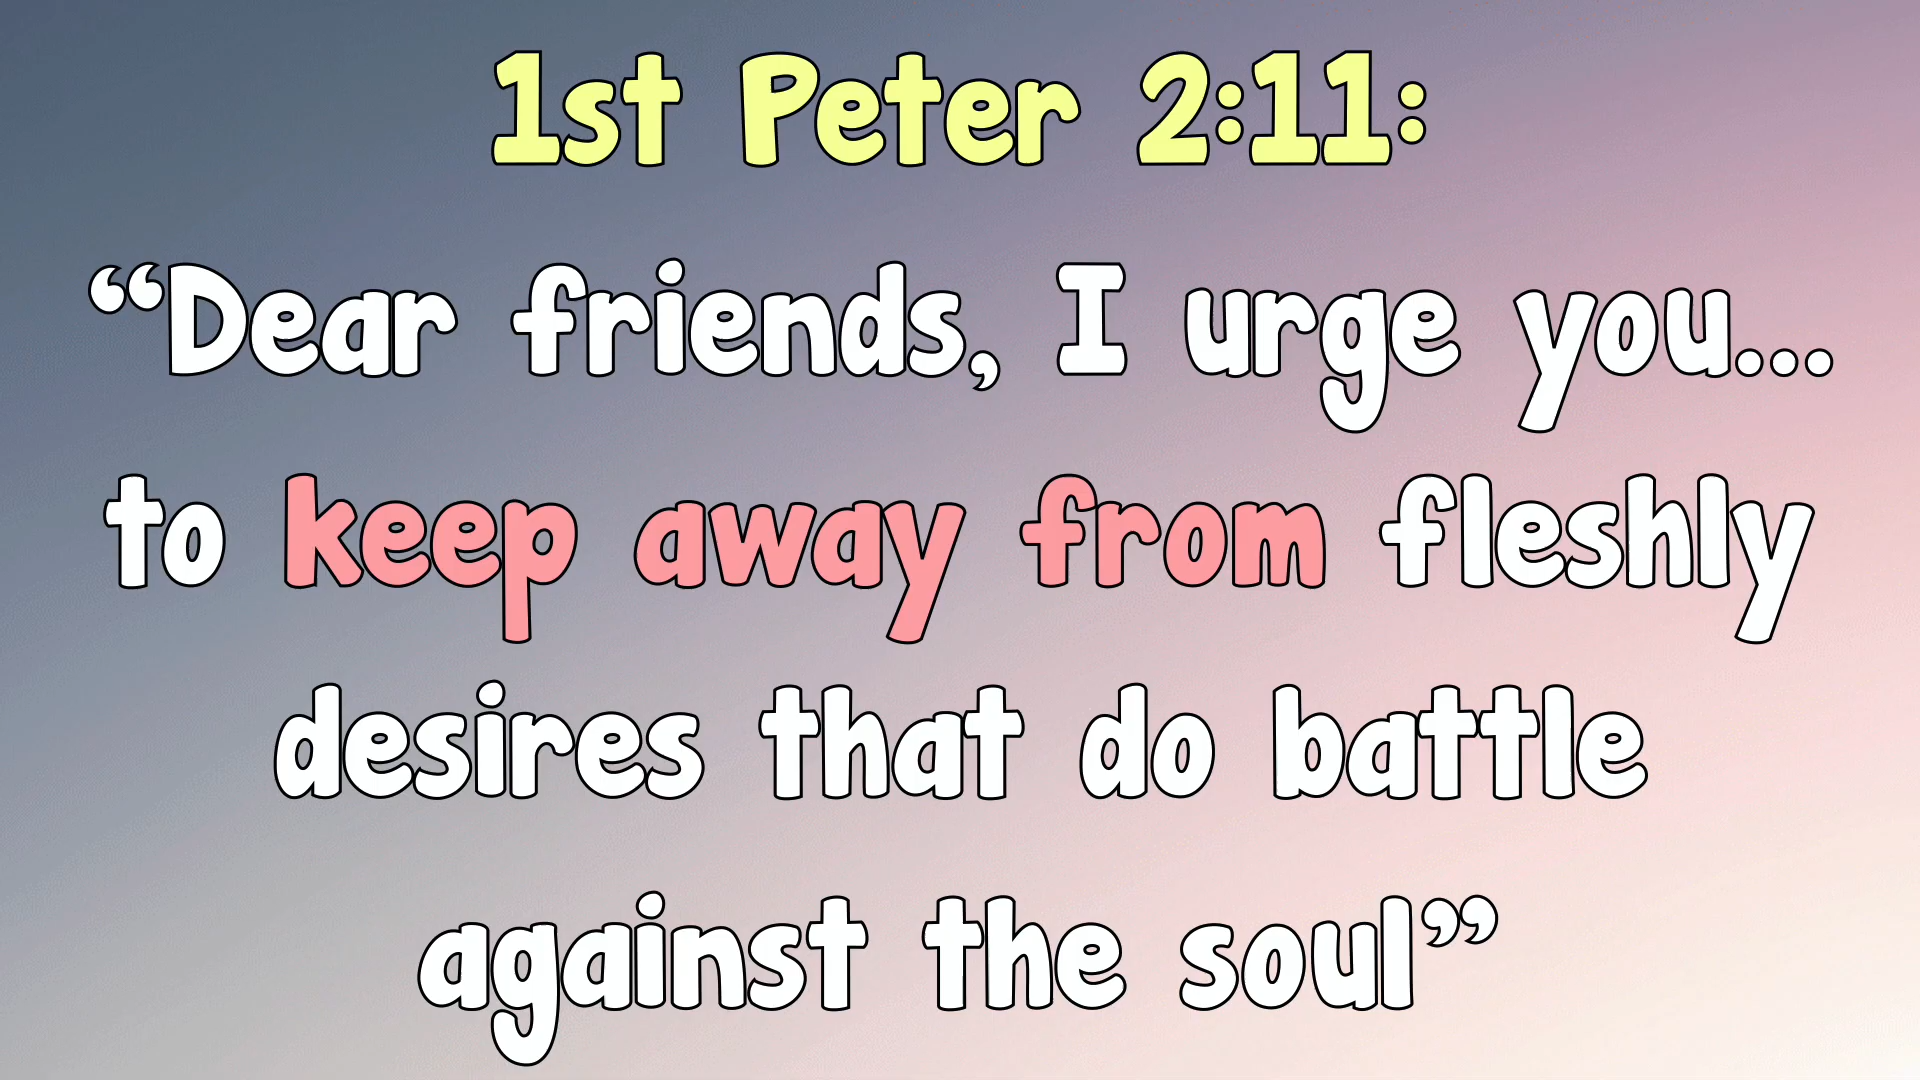 1st Peter 2:11:
“Dear friends, I urge you...
to keep away from fleshly
desires that do battle
against the soul”